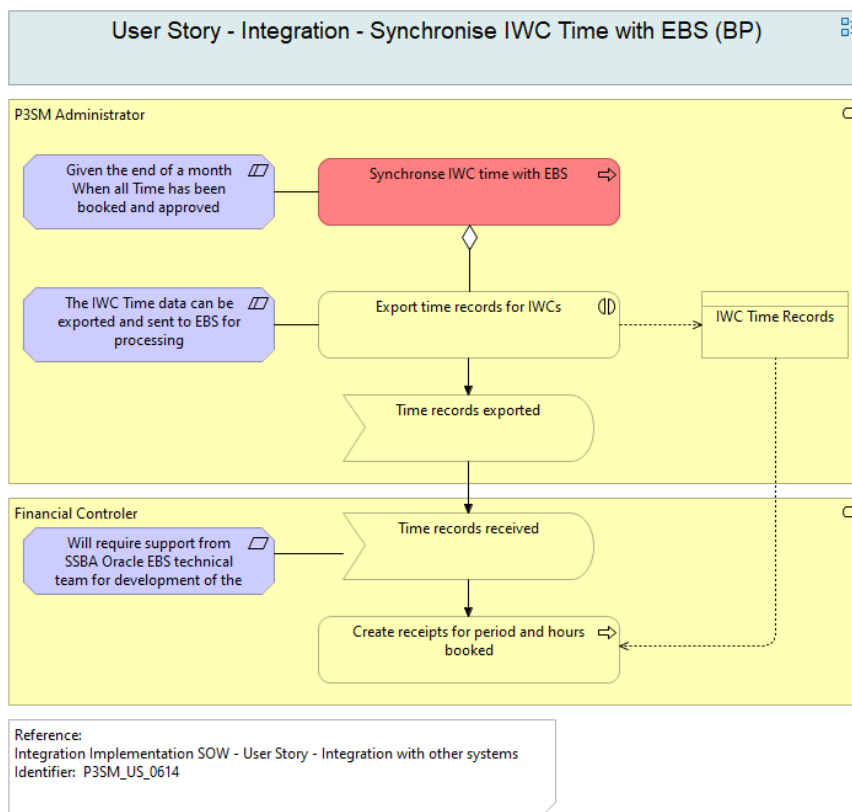 User Story - Integration - Synchronise IWC Time with EBS (BP)
P3SM Administrator
Given the end of a month
When all Time has been
booked and approved
Synchronse IWC time with EBS
The IWC Time data can be
exported and sent to EBS for
processing
Export time records for IWCs
IWC Time Records
Time records exported
Financial Controler
Will require support from
SSBA Oracle EBS technical
team for development of the
Time records received
Create receipts for period and hours
booked
Reference:
Integration Implementation SOW - User Story - Integration with other systems
Identifier: P3SM_US_0614